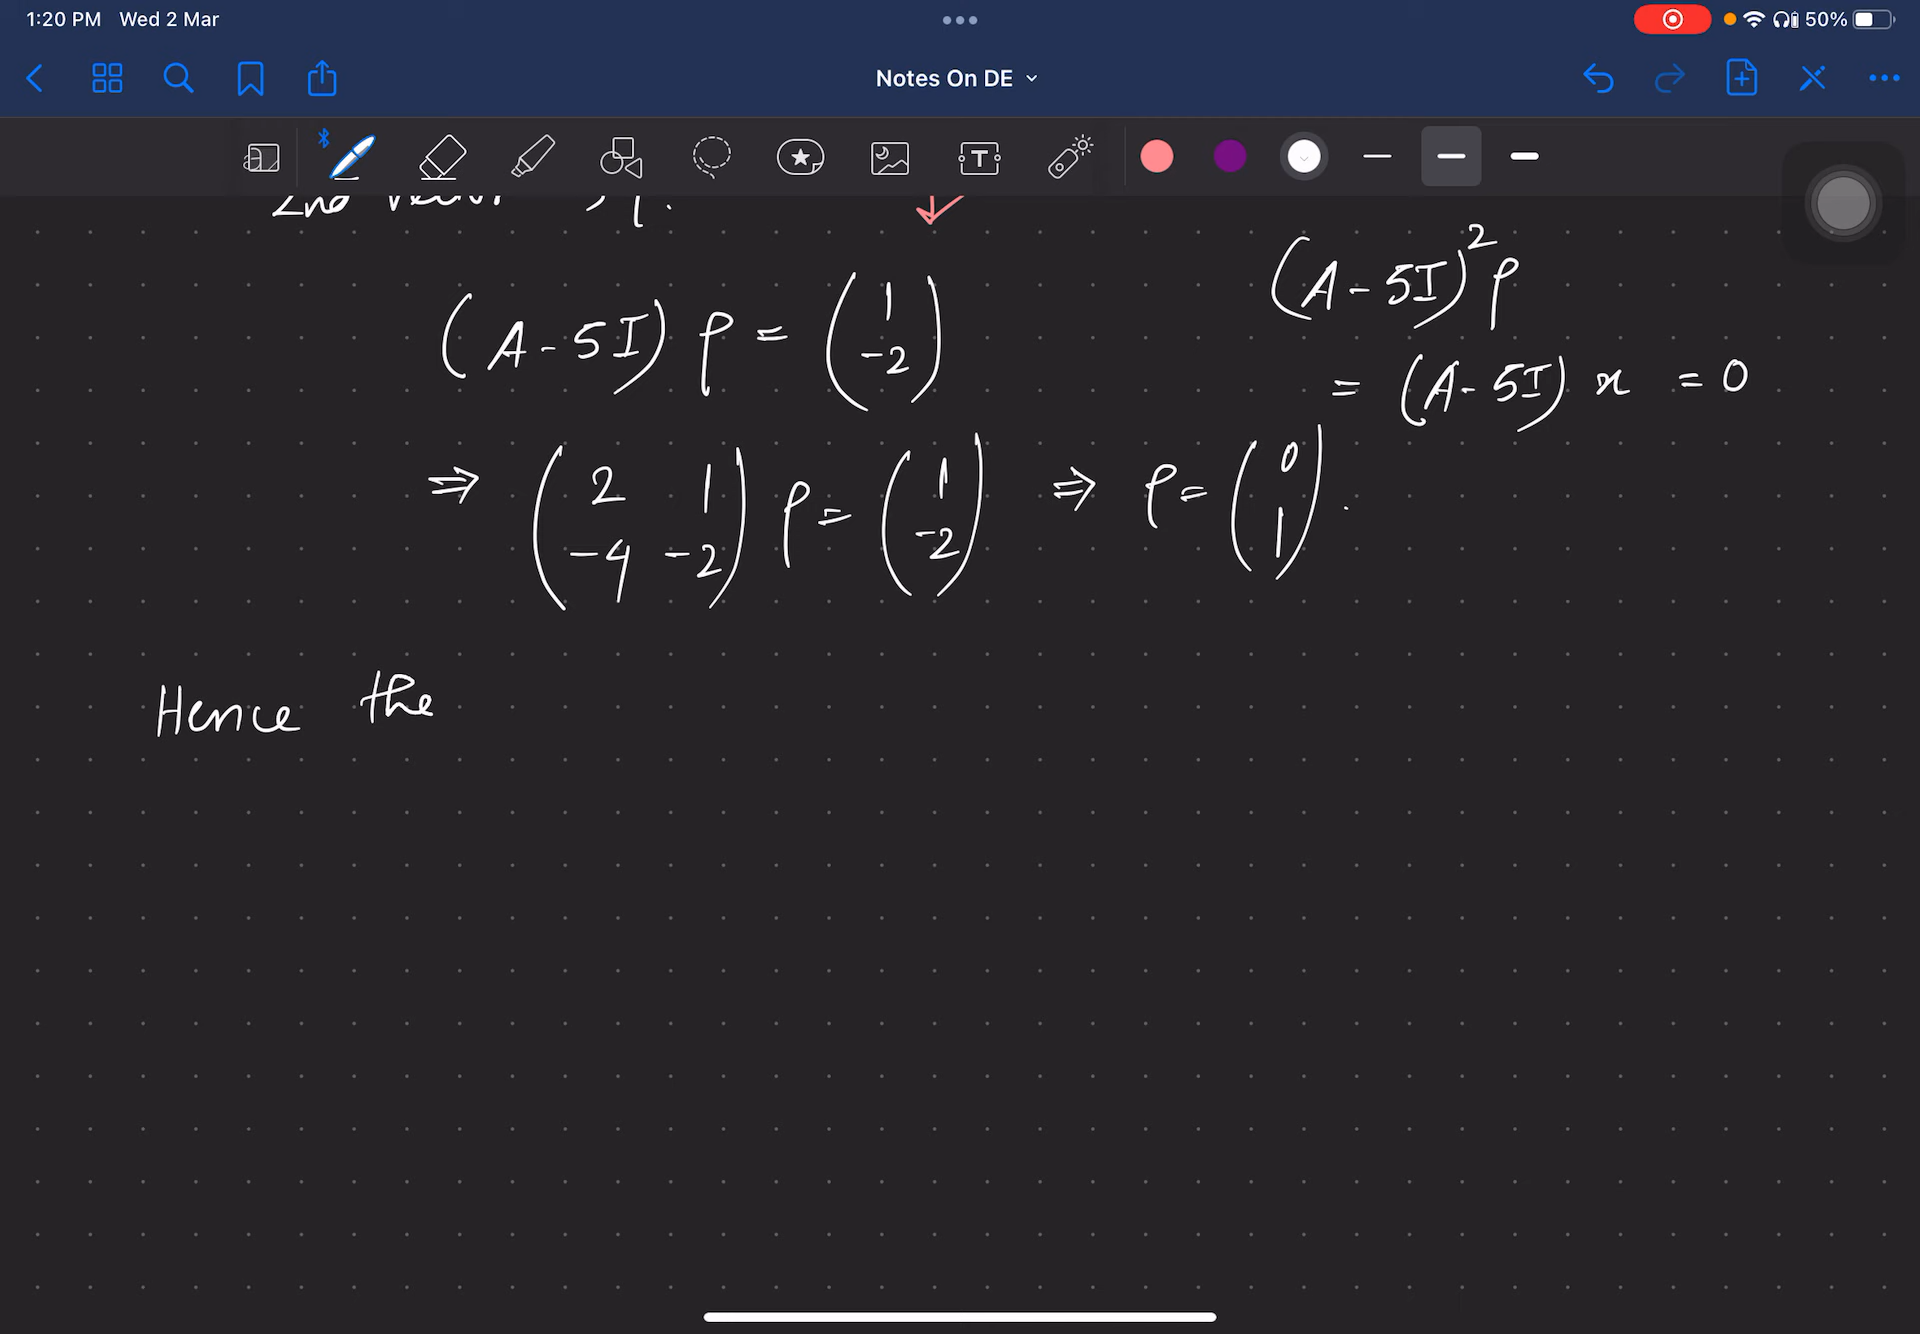 1:20 PM Wed 2 Mar
50%
Notes On DE
2nd
(A - 5I) ρ = (1 -2)
(A - 5I)² ρ
= (A - 5I) x = 0
⇒ (2 1 -4 -2) ρ = (1 -2) ⇒ ρ = (0 1).
Hence the